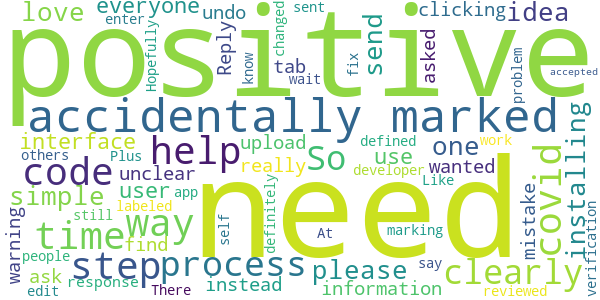 love everyone undo Reply send changed sent clicking idea
enter Hopefully know tab wait fix asked problem accepted
positive
accidentally marked
interface help upload So defined one work
others code Plus unclear really use developer wanted Like
simple user app need covid installing
labeled way self definitely At marking mistake
warning time still find
people step process please say clearly verification
ask response There instead information reviewed
edit